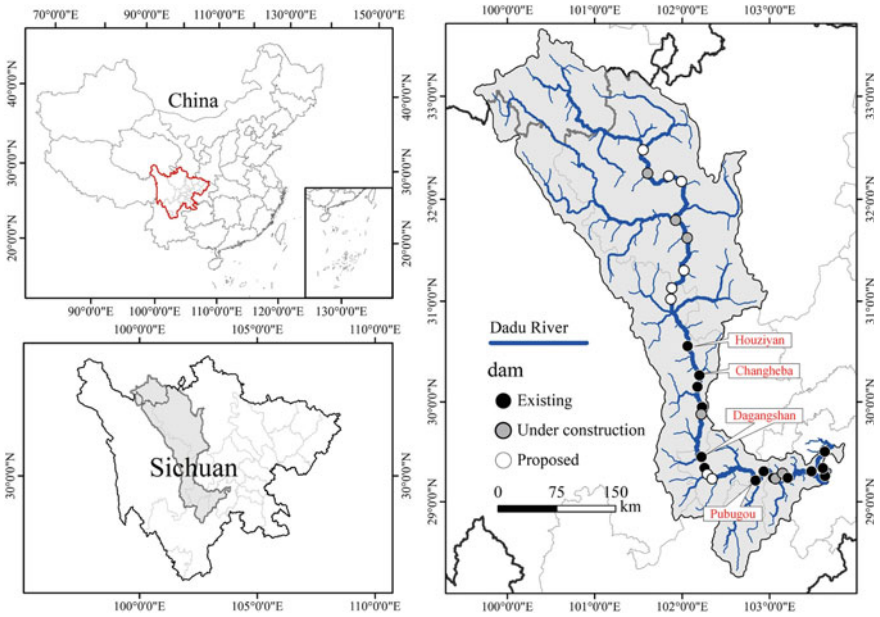 70°0'0"E 90°0'0"E 110°0'0"E 130°0'0"E 150°0'0"E
40°0'0"N
30°0'0"N
20°0'0"N
China
40°0'0"N
30°0'0"N
20°0'0"N
90°0'0"E 100°0'0"E 110°0'0"E 130°0'0"E
100°0'0"E 105°0'0"E 110°0'0"E
30°0'0"N
Sichuan
30°0'0"N
100°0'0"E 105°0'0"E 110°0'0"E
100°0'0"E 101°0'0"E 102°0'0"E 103°0'0"E
33°0'0"N
32°0'0"N
31°0'0"N
30°0'0"N
29°0'0"N
Dadu River
dam
Existing
Under construction
Proposed
0 75 150
km
Houziyan
Changheba
Dagangshan
Pubugou
33°0'0"N
32°0'0"N
31°0'0"N
30°0'0"N
29°0'0"N
100°0'0"E 101°0'0"E 102°0'0"E 103°0'0"E